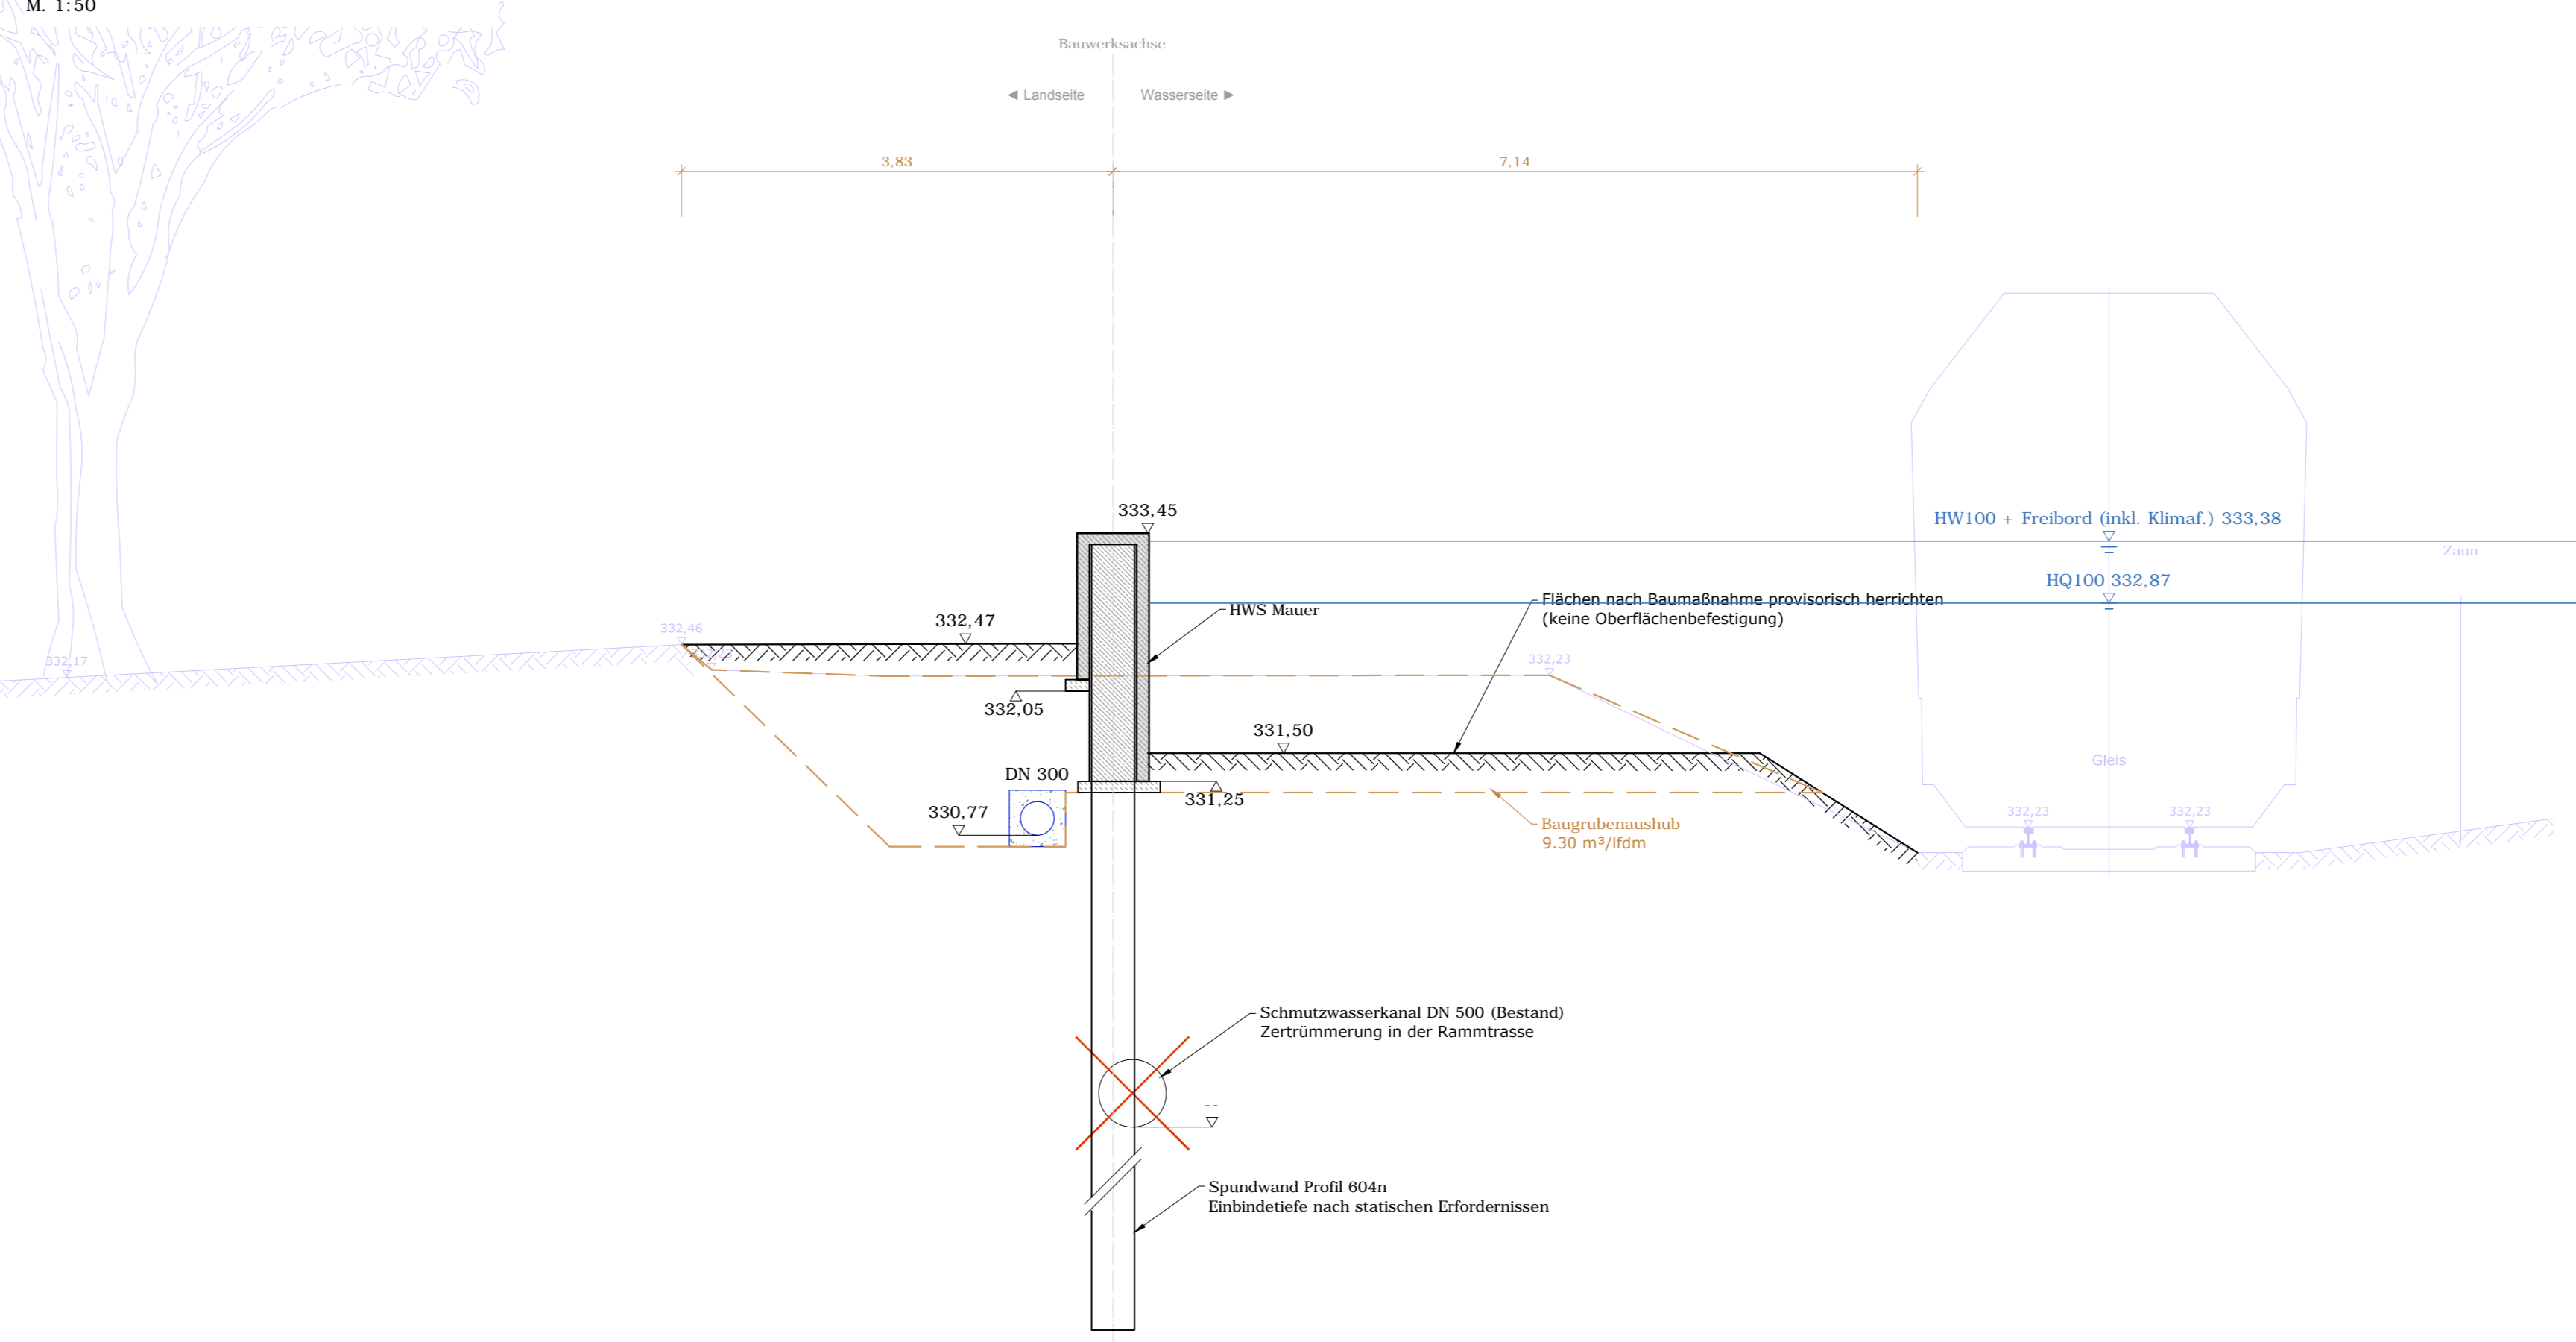 M. 1:50
Bauwerksachse
◄ Landseite
Wasserseite ►
3,83
7,14
333,45
HW100 + Freibord (inkl. Klimaf.) 333,38
Zaun
HQ100 332,87
Flächen nach Baumaßnahme provisorisch herrichten
(keine Oberflächenbefestigung)
HWS Mauer
332,47
332,46
332,17
332,23
332,05
331,50
Gleis
DN 300
331,25
330,77
332,23
332,23
Baugrubenaushub
9.30 m³/lfdm
Schmutzwasserkanal DN 500 (Bestand)
Zertrümmerung in der Rammtrasse
--
Spundwand Profil 604n
Einbindetiefe nach statischen Erfordernissen